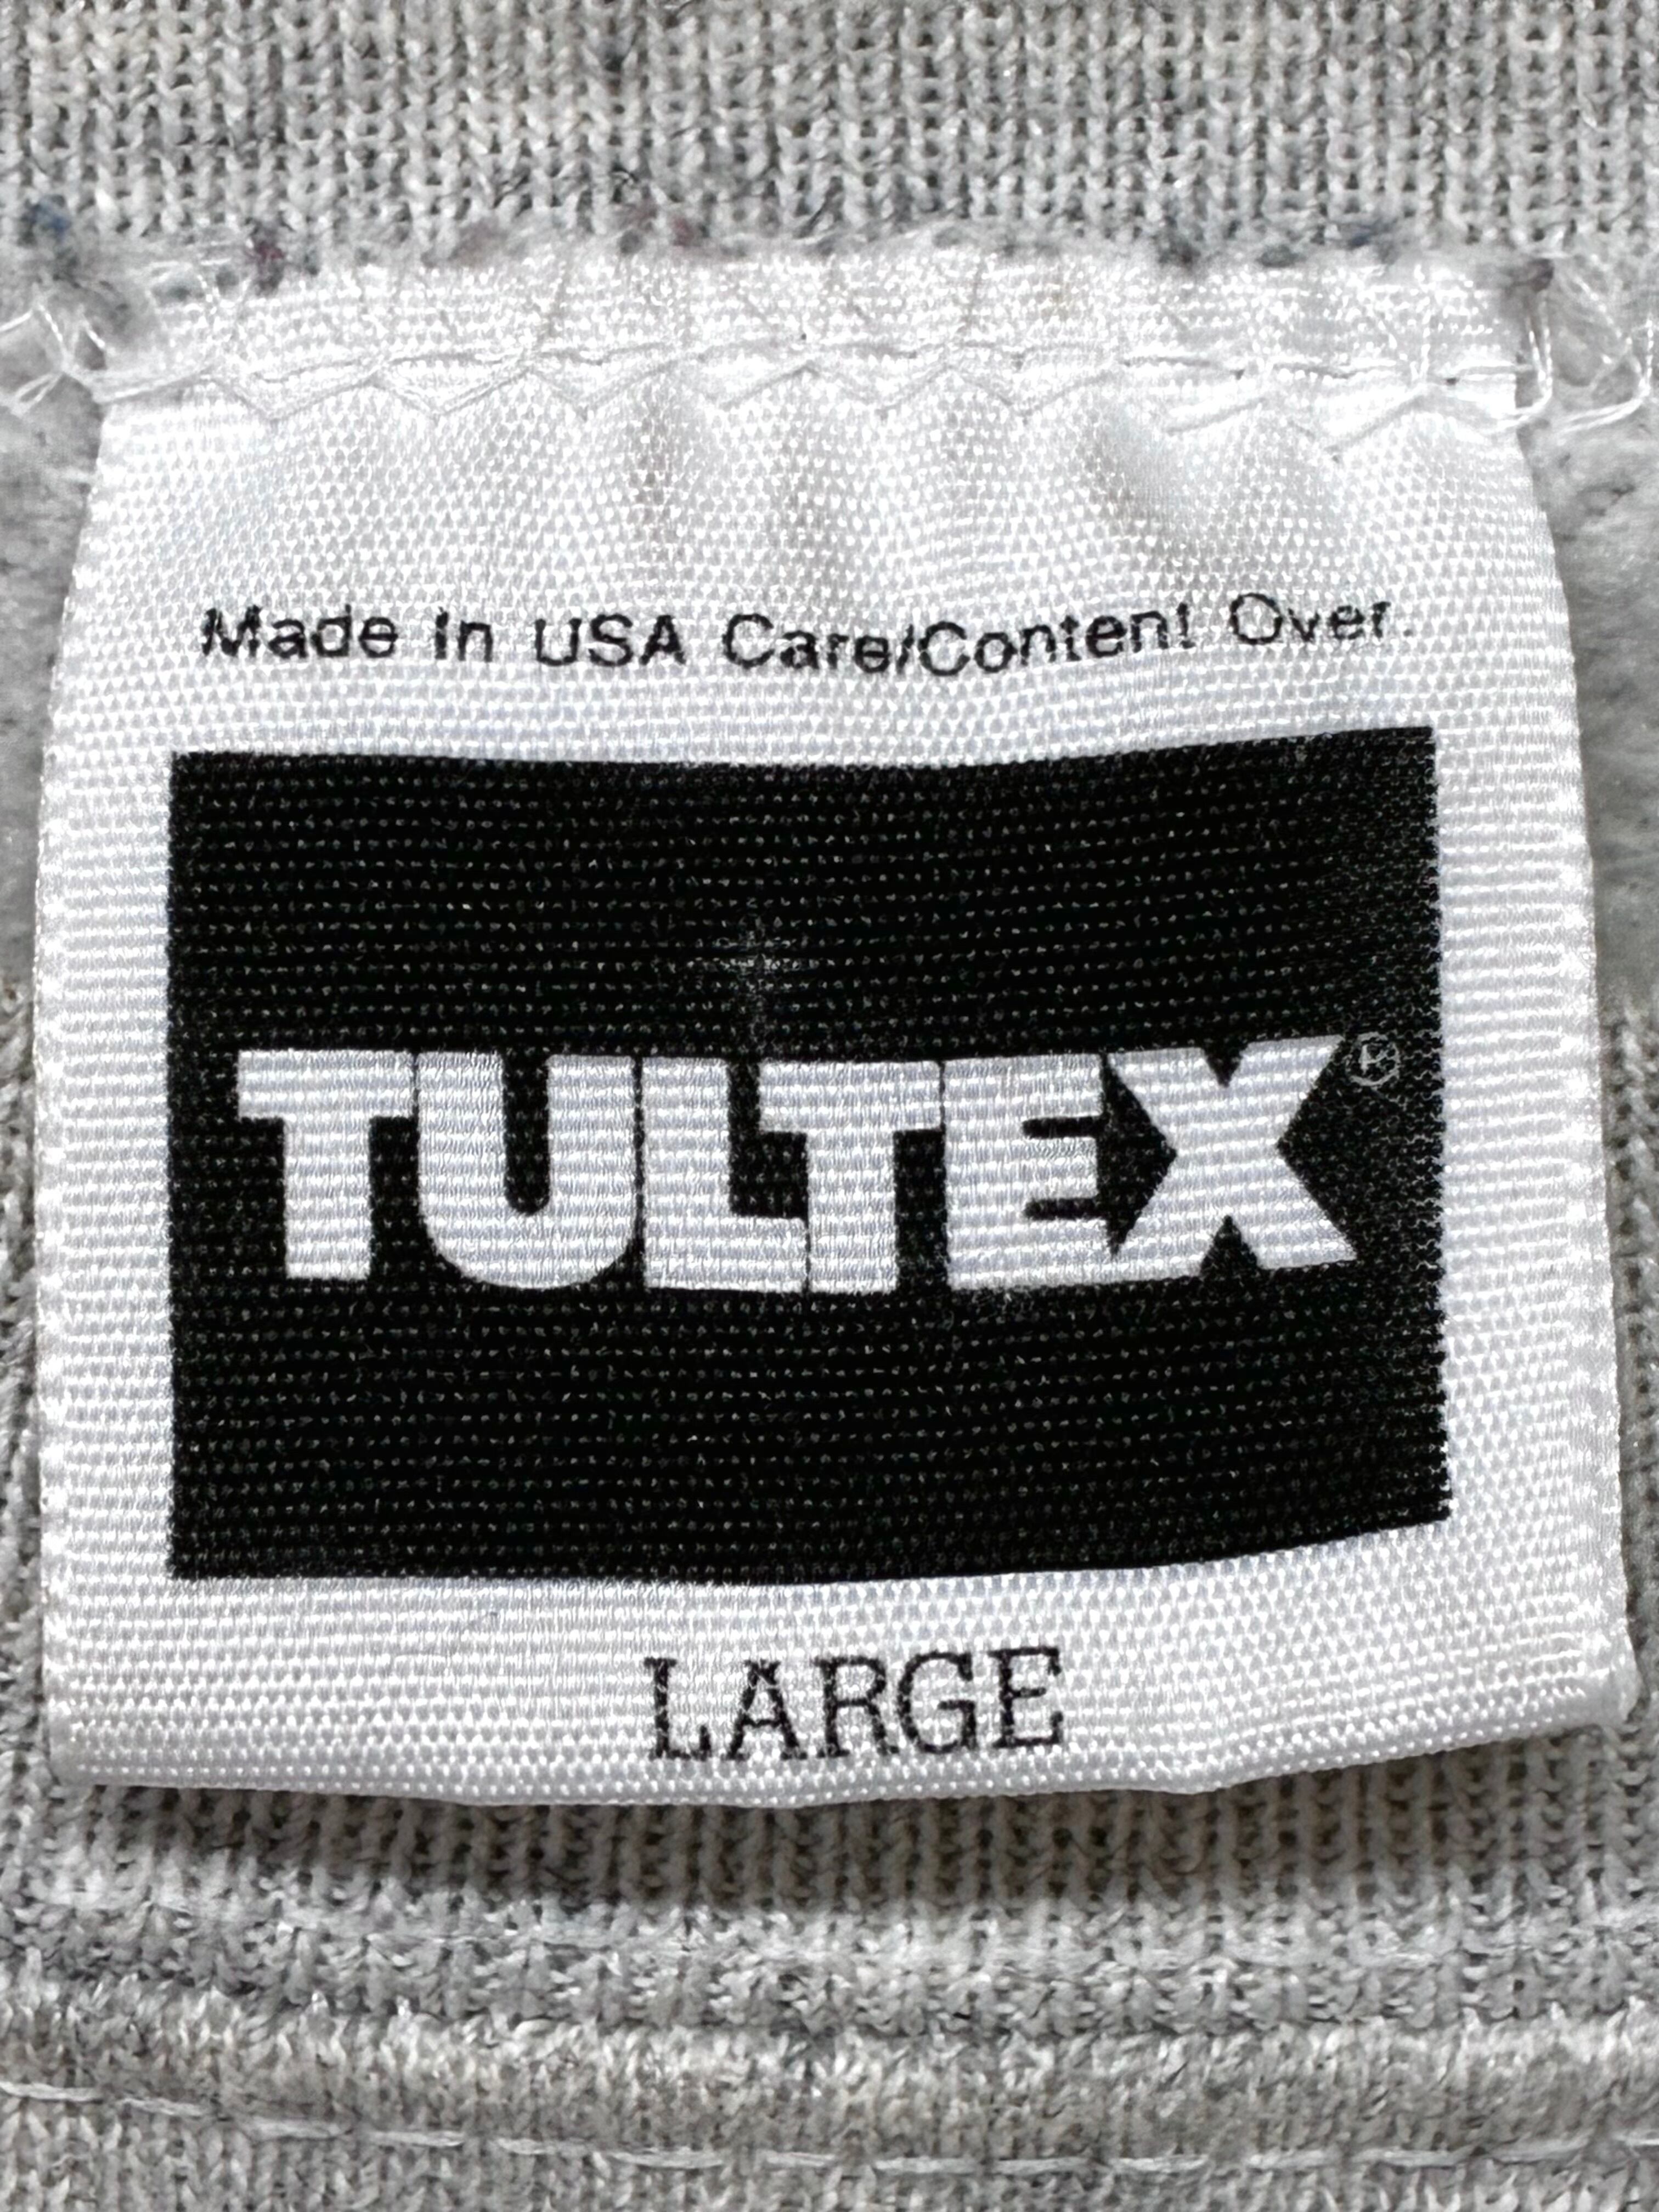 Made In USA Care/Content Over.
TULTEX®
LARGE